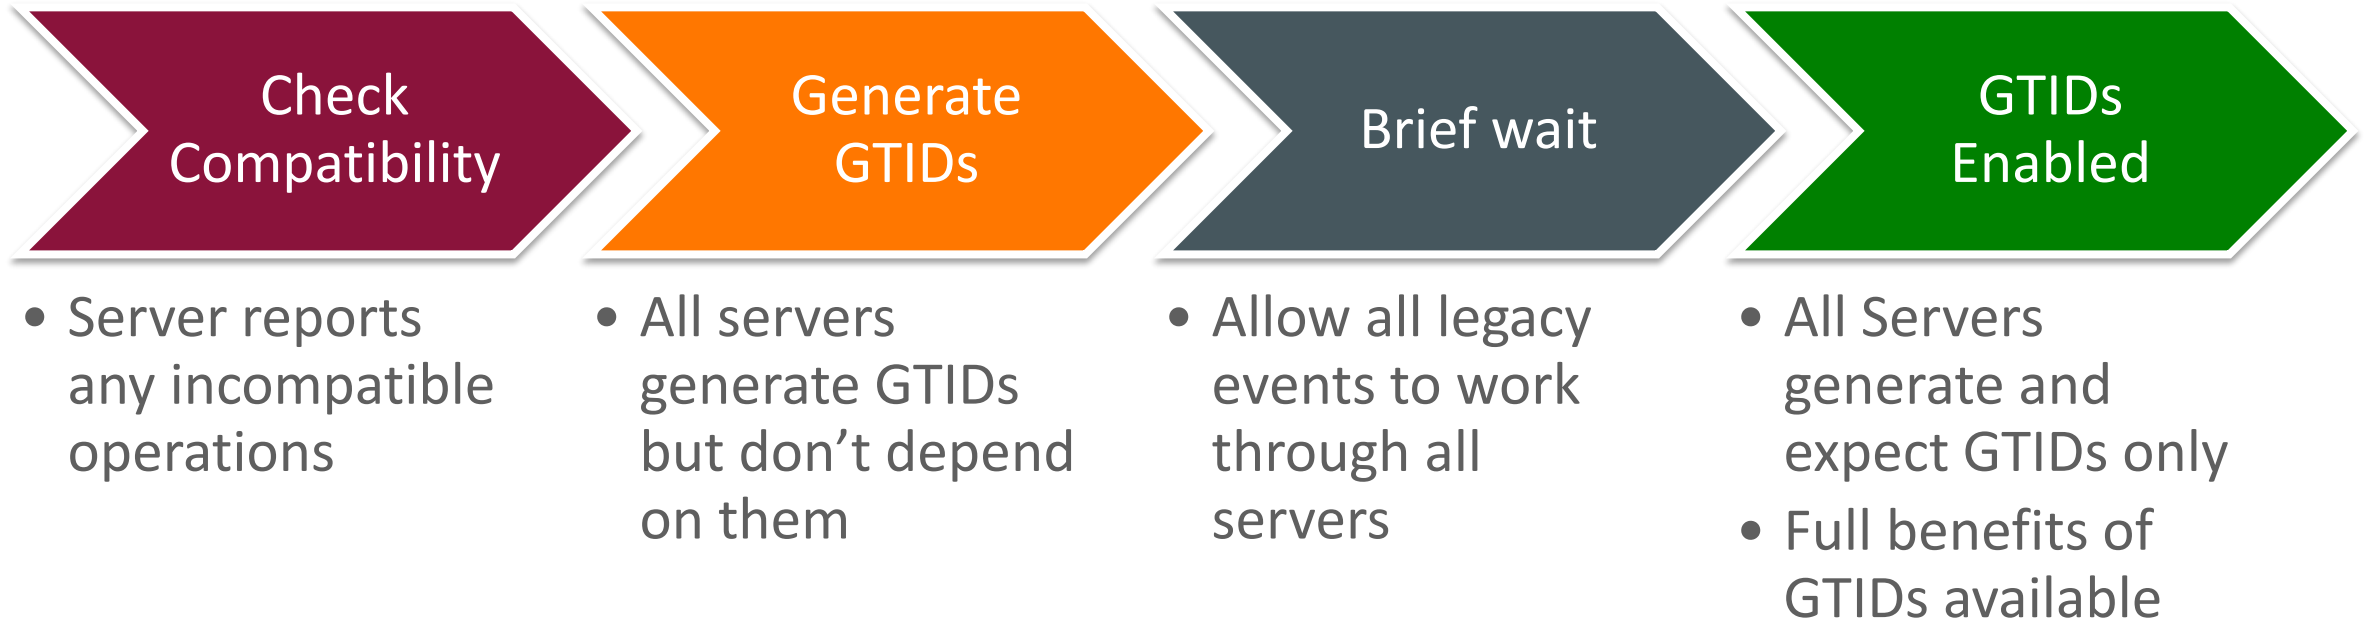 Check
Compatibility
• Server reports
any incompatible
operations
Generate
GTIDs
• All servers
generate GTIDs
but don’t depend
on them
Brief wait
• Allow all legacy
events to work
through all
servers
GTIDs
Enabled
• All Servers
generate and
expect GTIDs only
• Full benefits of
GTIDs available